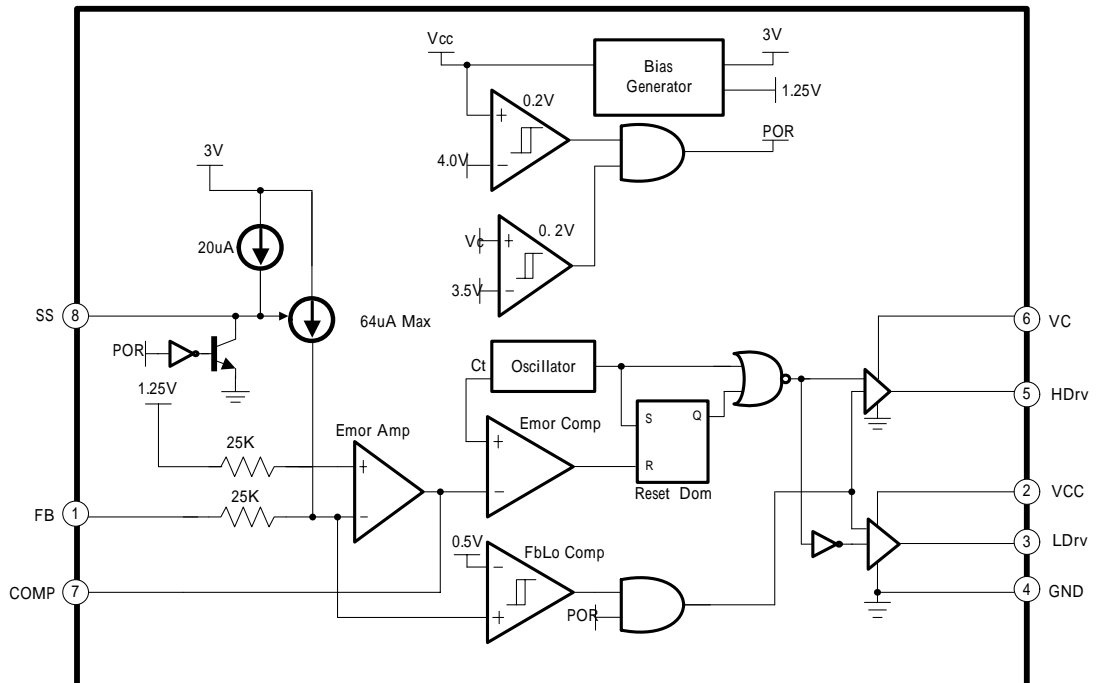 Vcc
3V
Bias
Generator
1.25V
0.2V
+
4.0V
−
POR
3V
0. 2V
Vc
+
20uA
3.5V
−
SS
8
64uA Max
6
VC
POR
Ct
Oscillator
1.25V
5
HDrv
Error Amp
Error Comp
S
Q
25K
+
+
R
Reset Dom
25K
2
VCC
FB
1
−
−
0.5V
FbLo Comp
3
LDrv
−
COMP
7
4
GND
+
POR